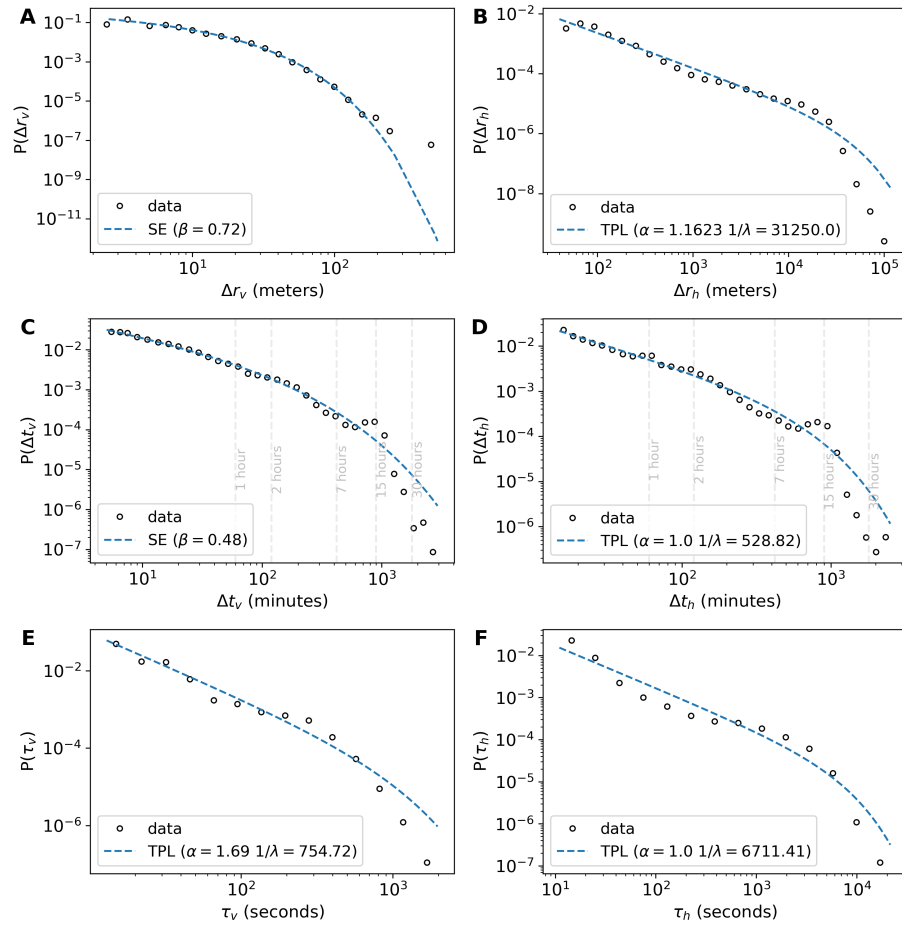 A
P(Δr_v)
10^−1
10^−3
10^−5
10^−7
10^−9
10^−11
data
SE (β = 0.72)
10^1
10^2
Δr_v (meters)
B
P(Δr_h)
10^−2
10^−4
10^−6
10^−8
data
TPL (α = 1.1623 1/λ = 31250.0)
10^2
10^3
10^4
10^5
Δr_h (meters)
C
P(Δt_v)
10^−2
10^−3
10^−4
10^−5
10^−6
10^−7
1 hour
2 hours
7 hours
15 hours
30 hours
data
SE (β = 0.48)
10^1
10^2
10^3
Δt_v (minutes)
D
P(Δt_h)
10^−2
10^−3
10^−4
10^−5
10^−6
1 hour
2 hours
7 hours
15 hours
30 hours
data
TPL (α = 1.0 1/λ = 528.82)
10^2
10^3
Δt_h (minutes)
E
P(τ_v)
10^−2
10^−4
10^−6
data
TPL (α = 1.69 1/λ = 754.72)
10^2
10^3
τ_v (seconds)
F
P(τ_h)
10^−2
10^−3
10^−4
10^−5
10^−6
10^−7
data
TPL (α = 1.0 1/λ = 6711.41)
10^1
10^2
10^3
10^4
τ_h (seconds)